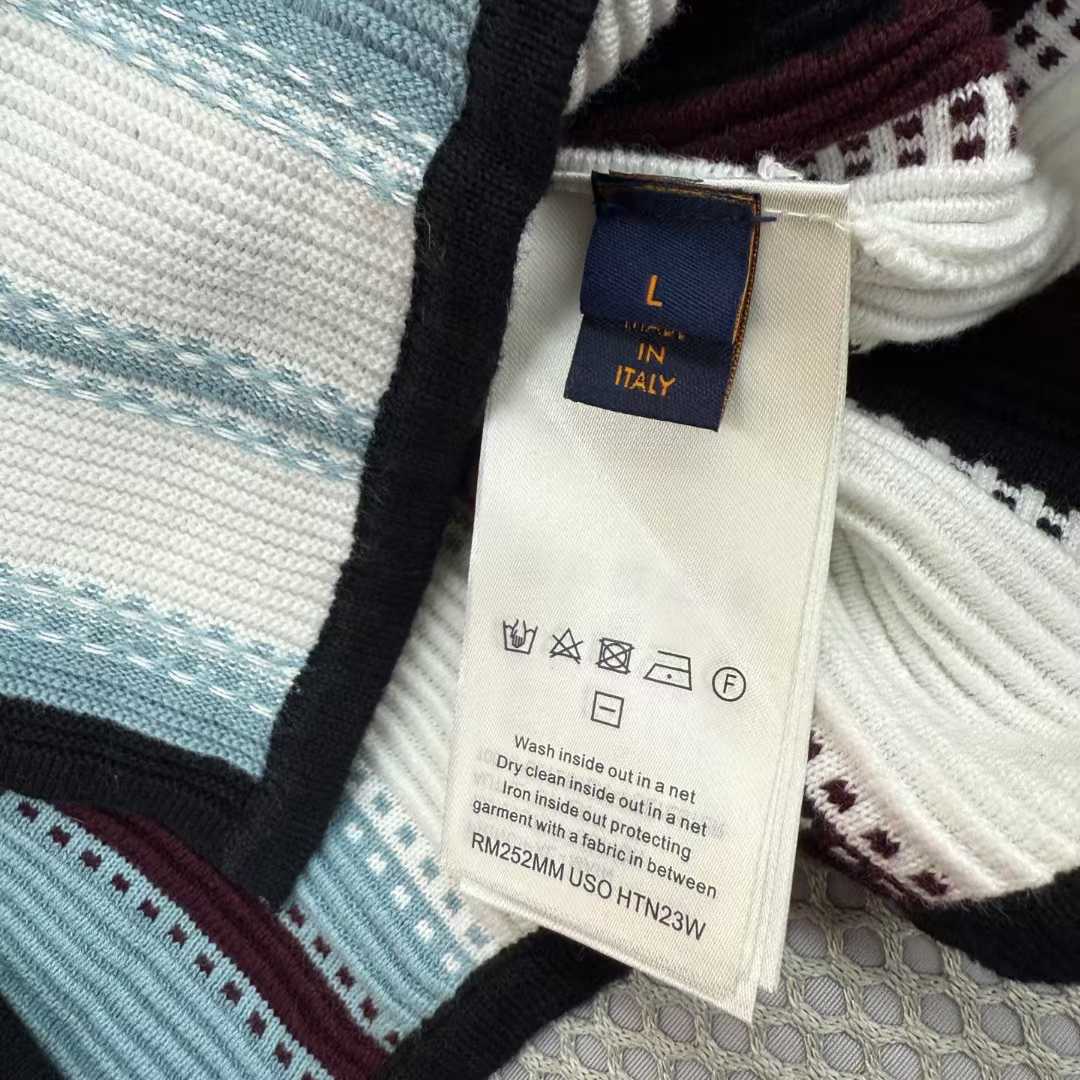 L
IN
ITALY
F
Wash inside out in a net
Dry clean inside out in a net
Iron inside out protecting
garment with a fabric in between
RM252MM USO HTN23W